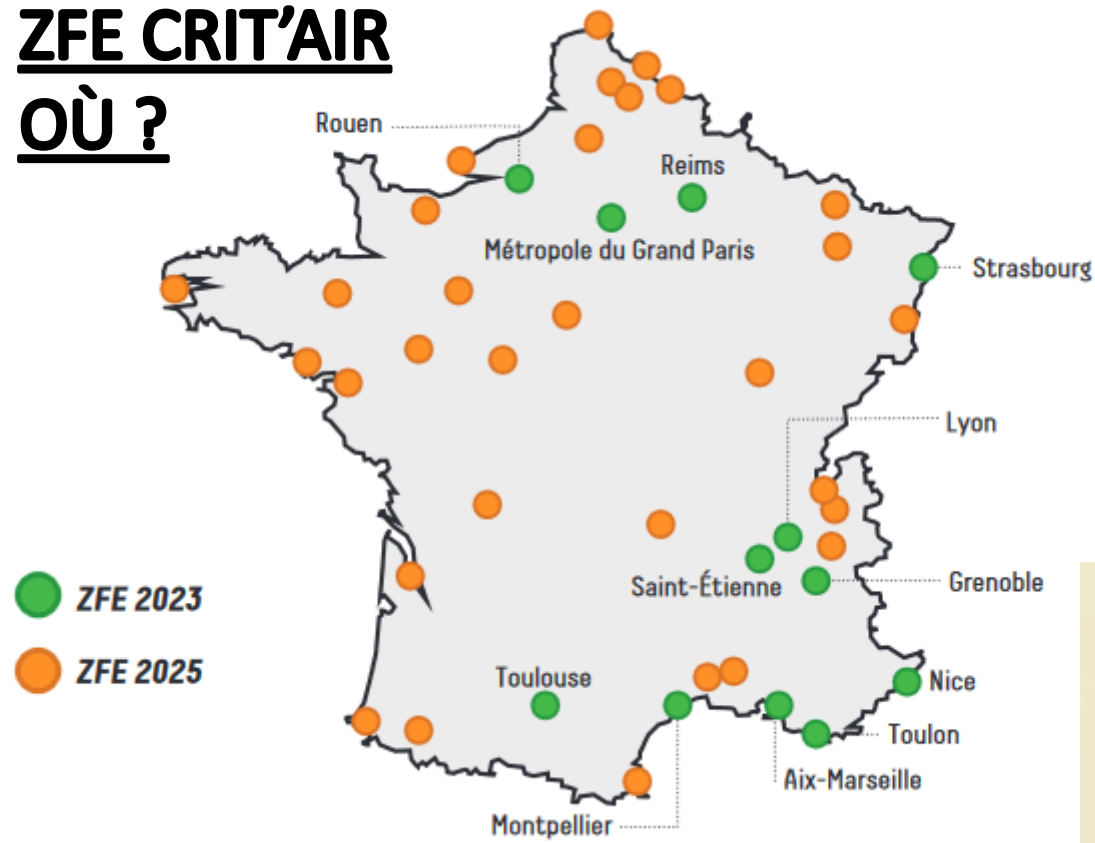 ZFE CRIT’AIR
OÙ ?
Rouen
Reims
Métropole du Grand Paris
Strasbourg
Lyon
Saint-Étienne
Grenoble
ZFE 2023
ZFE 2025
Toulouse
Nice
Toulon
Aix-Marseille
Montpellier